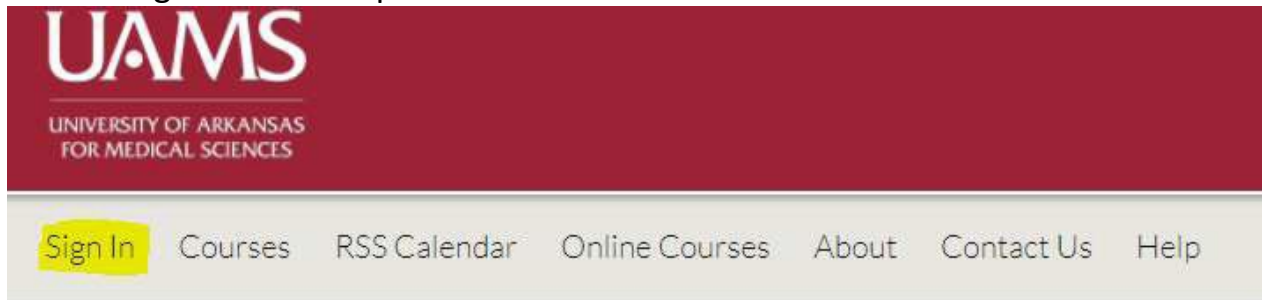 UAMS
UNIVERSITY OF ARKANSAS
FOR MEDICAL SCIENCES
Sign In Courses RSS Calendar Online Courses About Contact Us Help